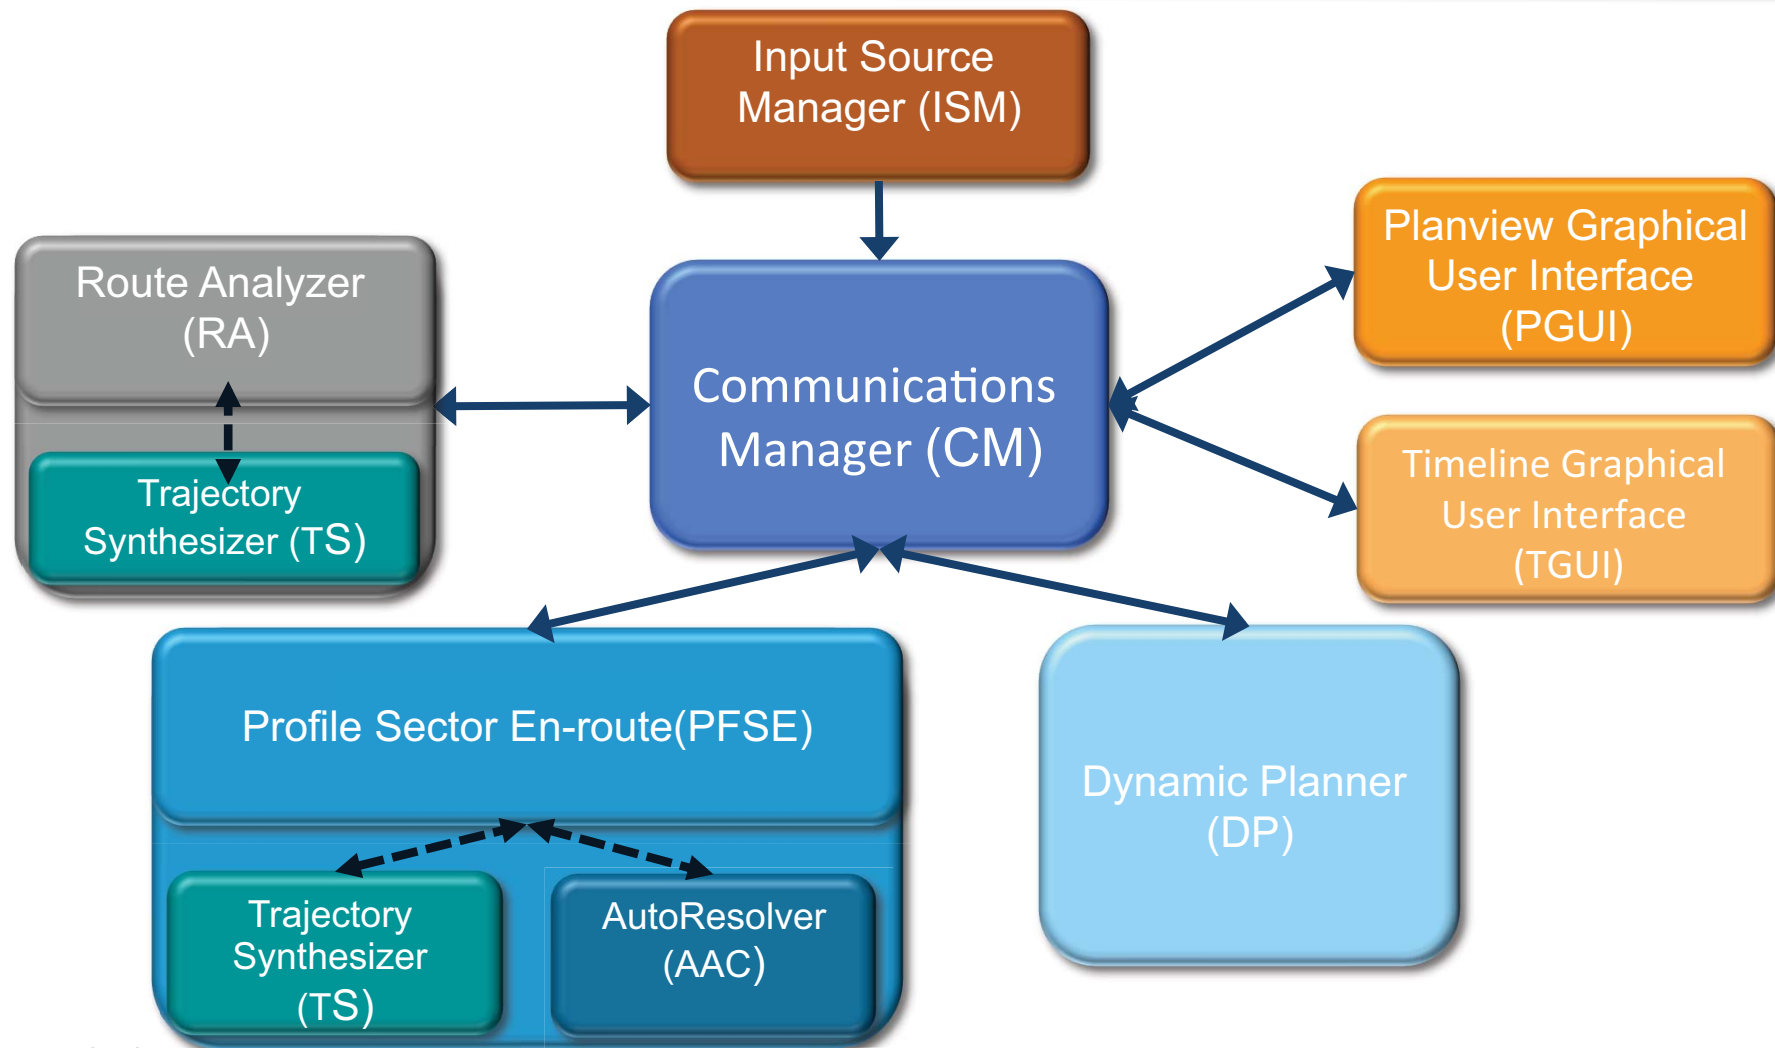 Input Source
Manager (ISM)
Planview Graphical
User Interface
(PGUI)
Route Analyzer
(RA)
Communications
Manager (CM)
Timeline Graphical
User Interface
(TGUI)
Trajectory
Synthesizer (TS)
Profile Sector En-route(PFSE)
Dynamic Planner
(DP)
Trajectory
Synthesizer
(TS)
AutoResolver
(AAC)